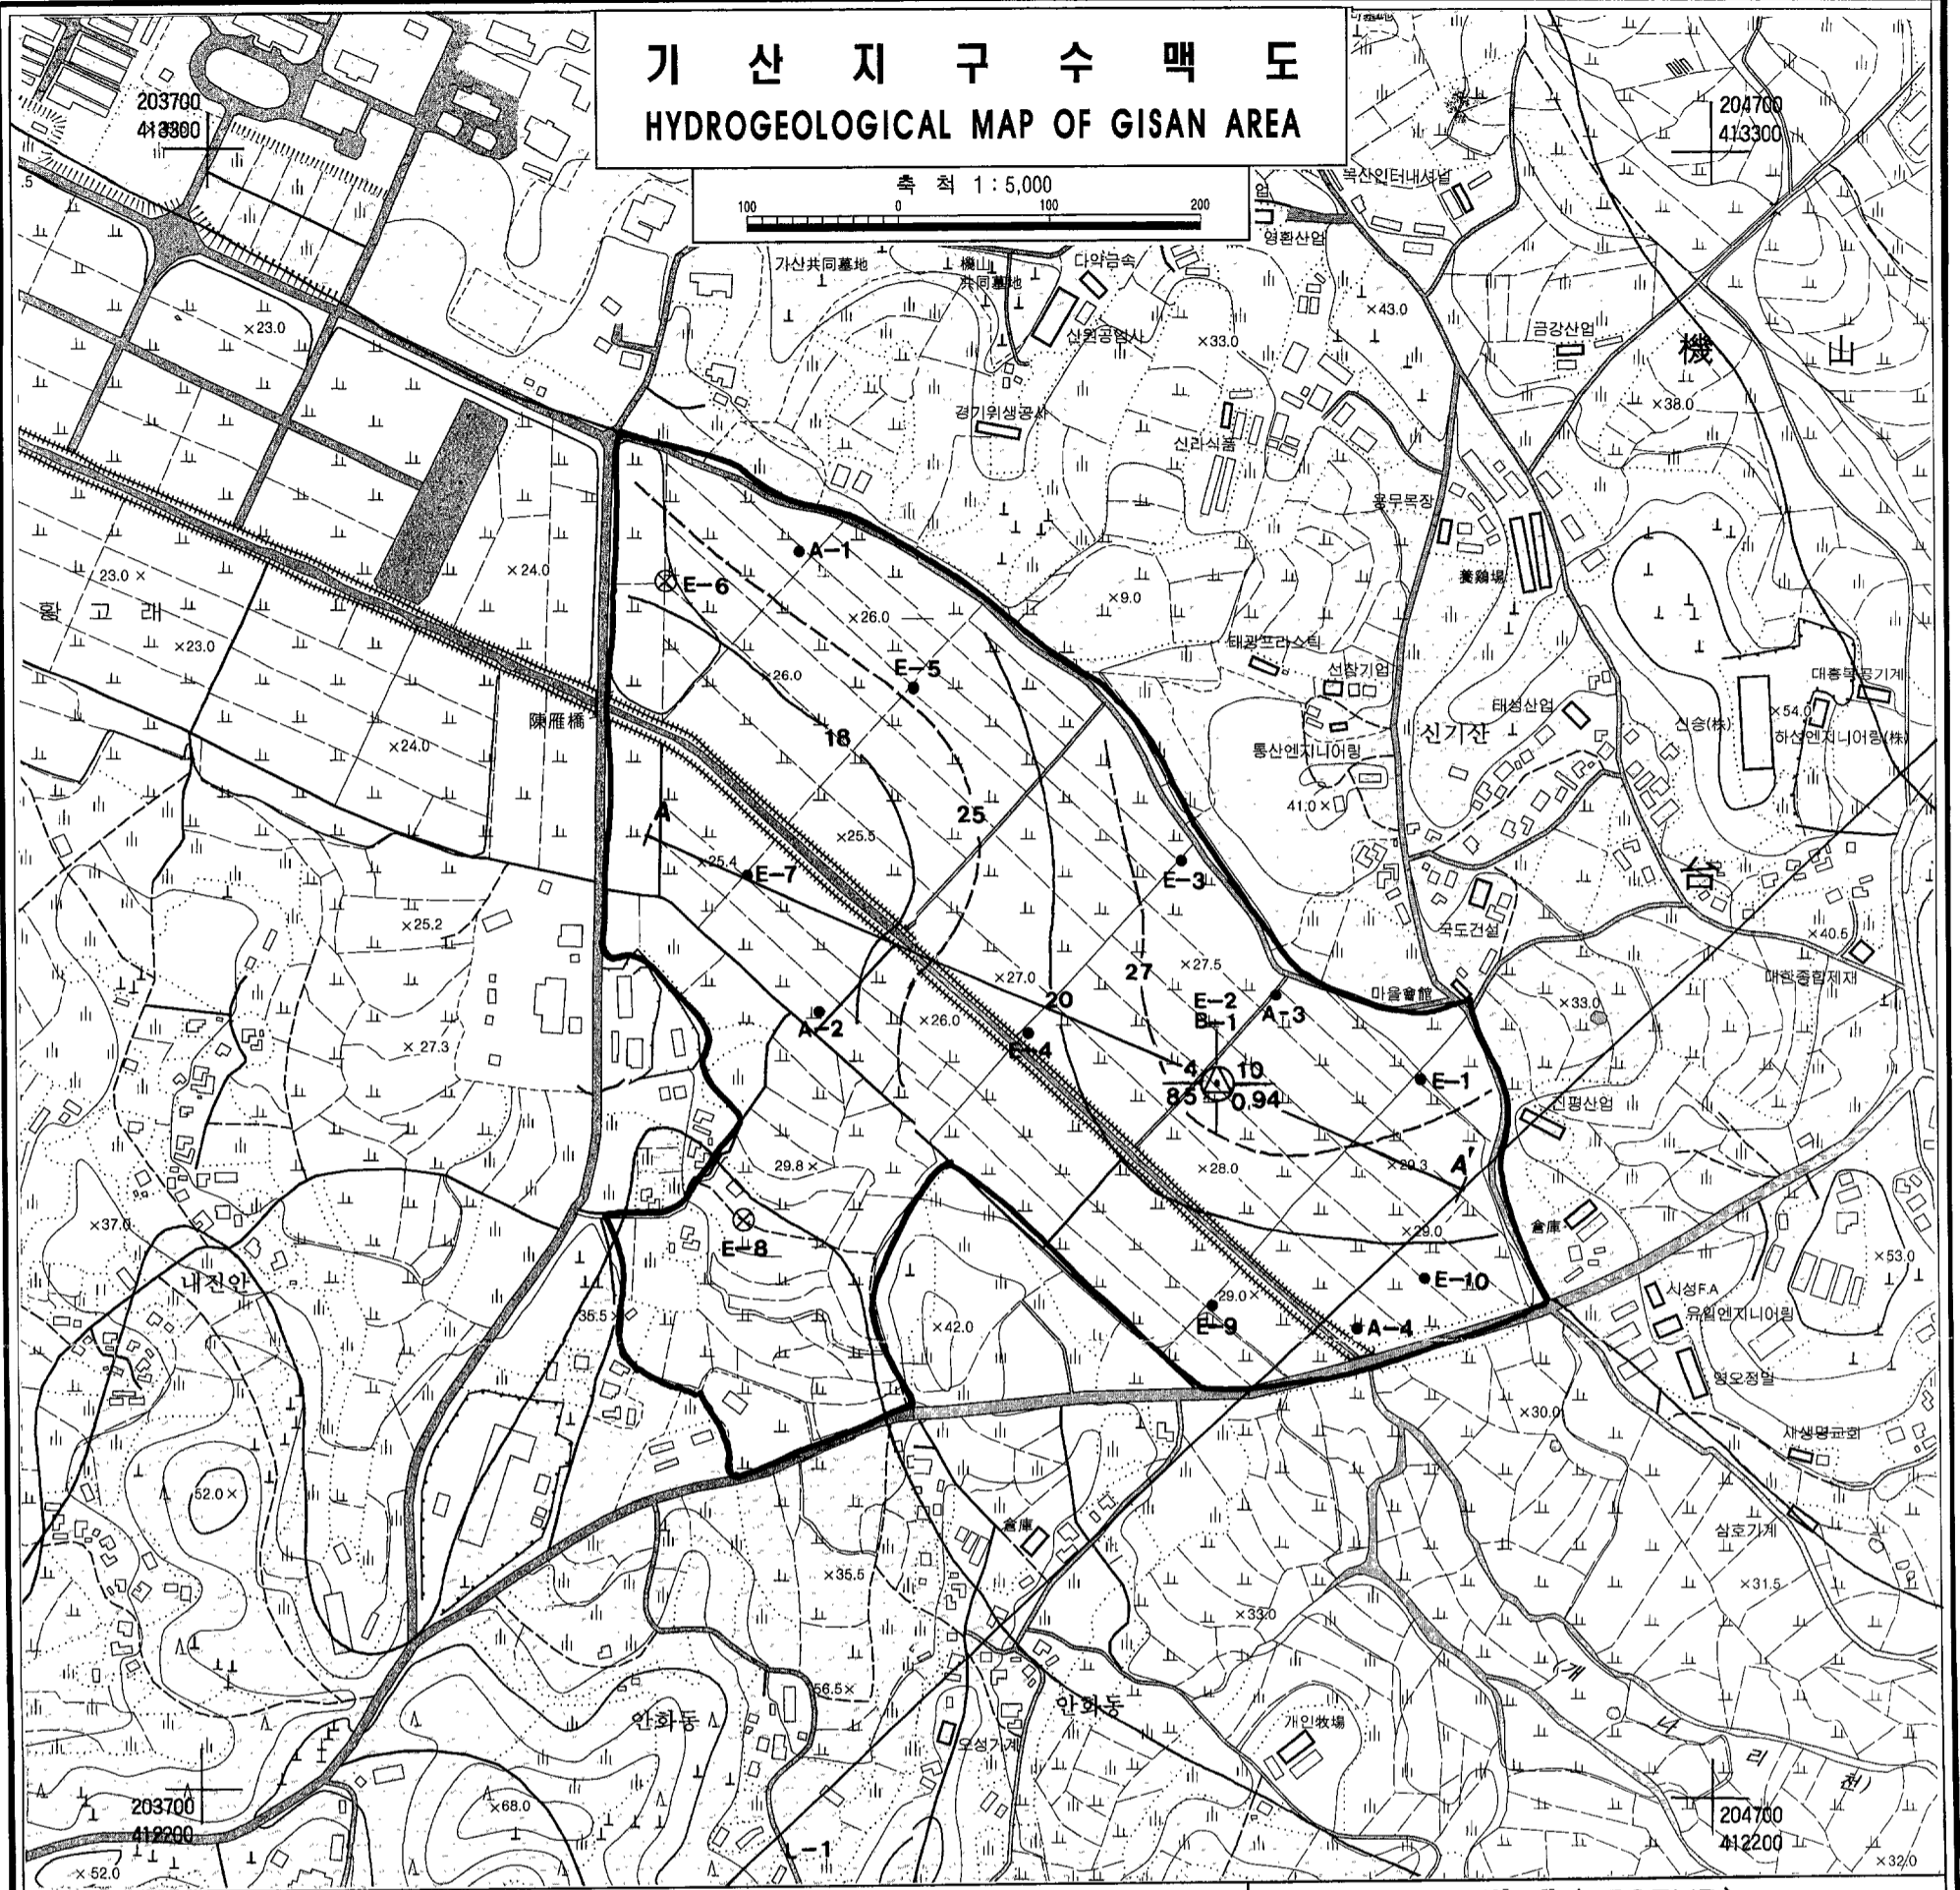 기 산 지 구 수 맥 도
HYDROGEOLOGICAL MAP OF GISAN AREA
축 척 1 : 5,000
100 0 100 200
203700
413300
204700
413300
목산인터내셔널
영환산업
가산共同墓地
機山
共同墓地
다약금속
산원공업사
×33.0
×43.0
금강산업
機 山
×23.0
×38.0
경기위생공사
신라식품
용무목장
養鷄場
A-1
E-6
×24.0
23.0 ×
황 고 래
×23.0
×26.0
×9.0
태광프라스틱
선창기업
E-5
×26.0
陳雁橋
18
×24.0
통산엔지니어링
신기산
태성산업
신승(株)
×54.0
대흥목공기계
하선엔지니어링(株)
41.0×
A
25
×25.5
×25.4
E-7
E-3
台
×25.2
국도건설
×40.5
대한종합제재
×27.0
27
×27.5
20
마을會館
×33.0
E-2
B-1
A-3
A-2
×26.0
×27.3
E-4
10
85
0.94
E-1
진평산업
29.8×
×28.0
×29.3
A'
×37.0
E-8
×29.0
倉庫
×53.0
내진안
E-10
시성F.A
유일엔지니어링
35.5×
×42.0
29.0×
E-9
A-4
영오정밀
×30.0
새생명교회
52.0×
倉庫
삼호기계
×35.5
×31.5
×33.0
56.5×
안화동
안화동
개인牧場
오성기계
(개 나 리 천)
203700
412200
×68.0
204700
412200
L-1
×52.0
×32.0